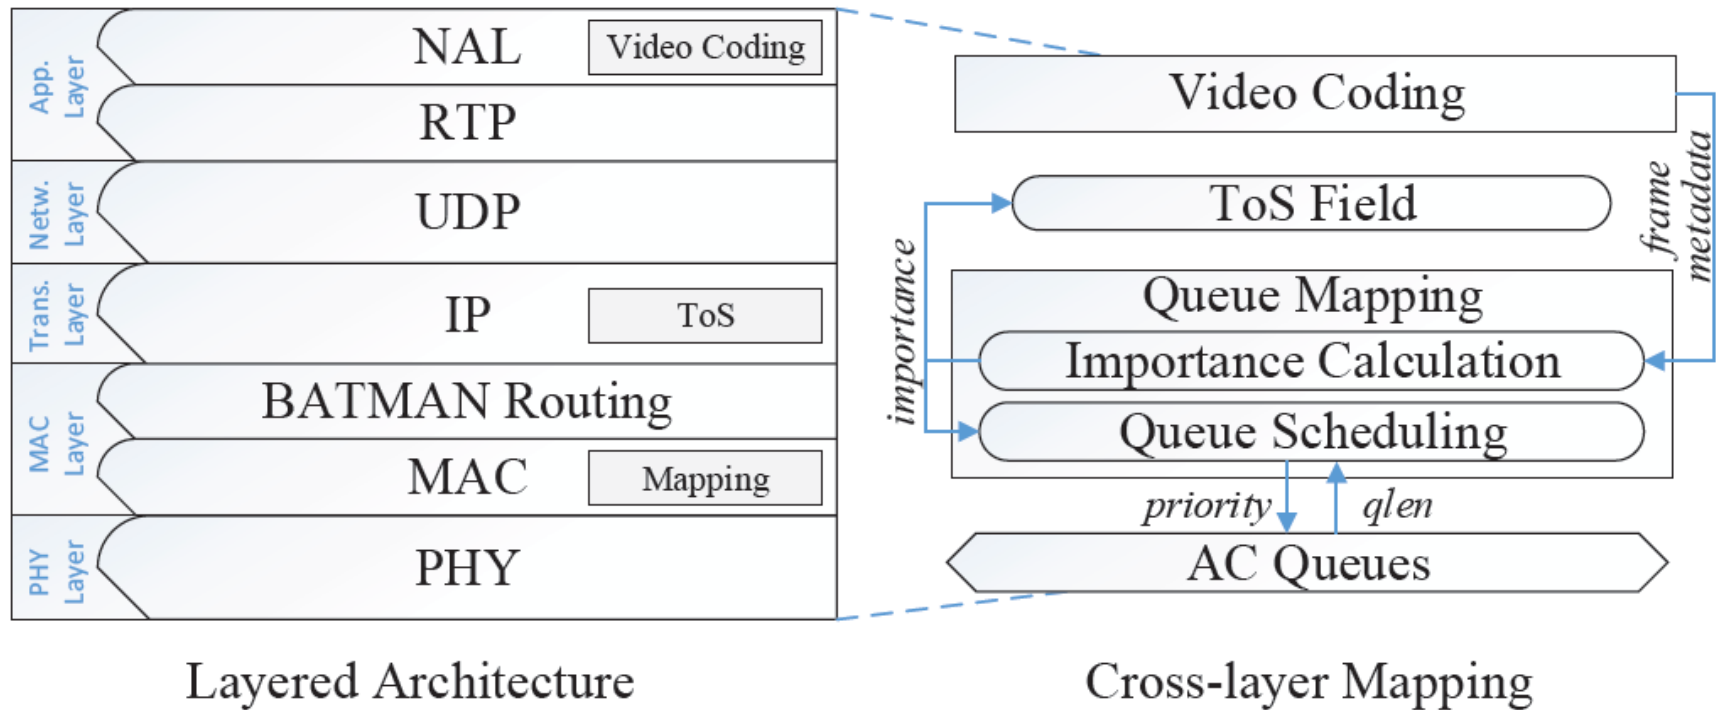 App.
Layer
NAL
Video Coding
RTP
Netw.
Layer
UDP
Trans.
Layer
IP
ToS
MAC
Layer
BATMAN Routing
MAC
Mapping
PHY
Layer
PHY
Layered Architecture
Video Coding
frame
metadata
ToS Field
importance
Queue Mapping
Importance Calculation
Queue Scheduling
priority
qlen
AC Queues
Cross-layer Mapping